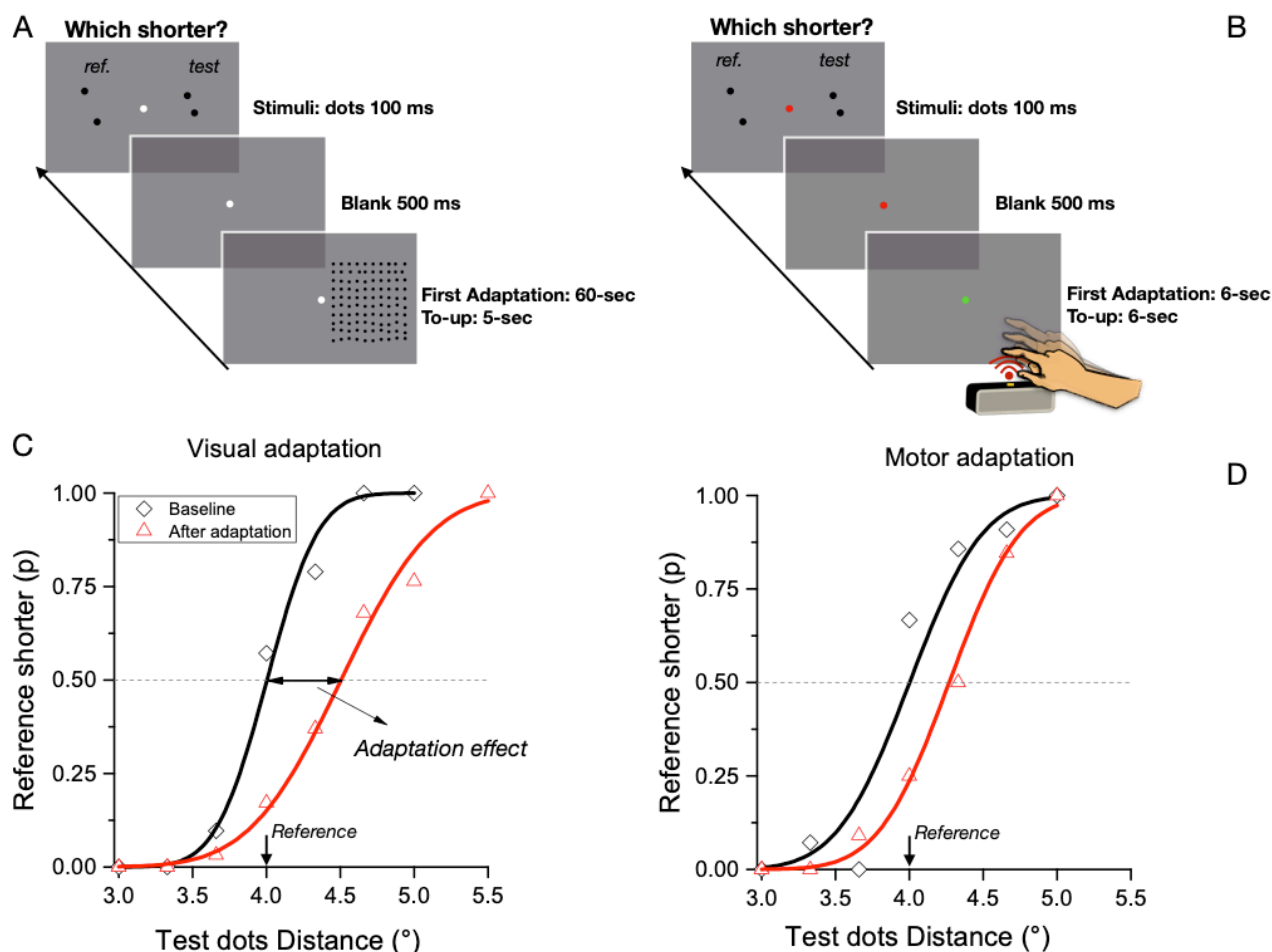 A
Which shorter?
ref.
test
Stimuli: dots 100 ms
Blank 500 ms
First Adaptation: 60-sec
To-up: 5-sec
B
Which shorter?
ref.
test
Stimuli: dots 100 ms
Blank 500 ms
First Adaptation: 6-sec
To-up: 6-sec
C
Visual adaptation
Baseline
After adaptation
Reference shorter (p)
1.00
0.75
0.50
0.25
0.00
Adaptation effect
Reference
3.0 3.5 4.0 4.5 5.0 5.5
Test dots Distance (°)
D
Motor adaptation
Reference shorter (p)
1.00
0.75
0.50
0.25
0.00
Reference
3.0 3.5 4.0 4.5 5.0 5.5
Test dots Distance (°)